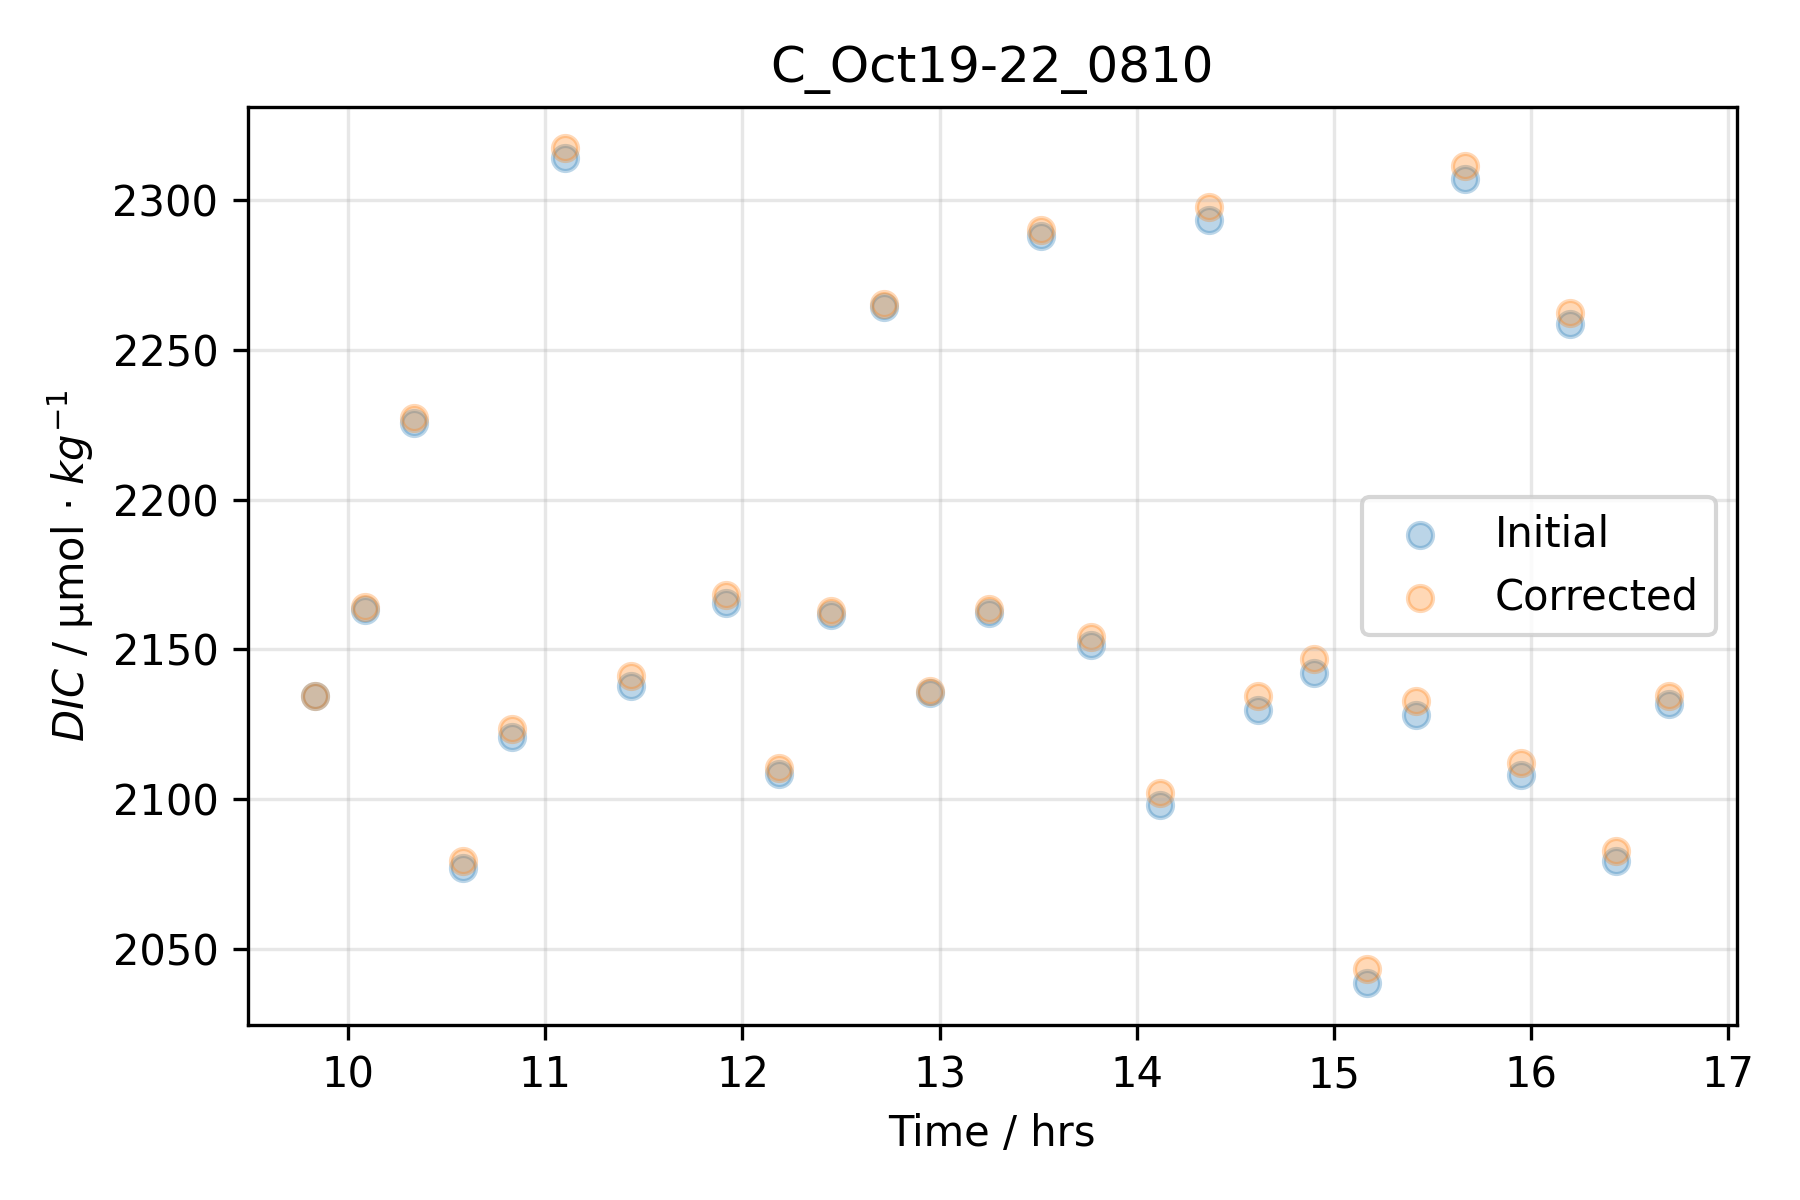 C_Oct19-22_0810
2300
2250
2200
2150
2100
2050
DIC / μmol · kg⁻¹
Initial
Corrected
10 11 12 13 14 15 16 17
Time / hrs